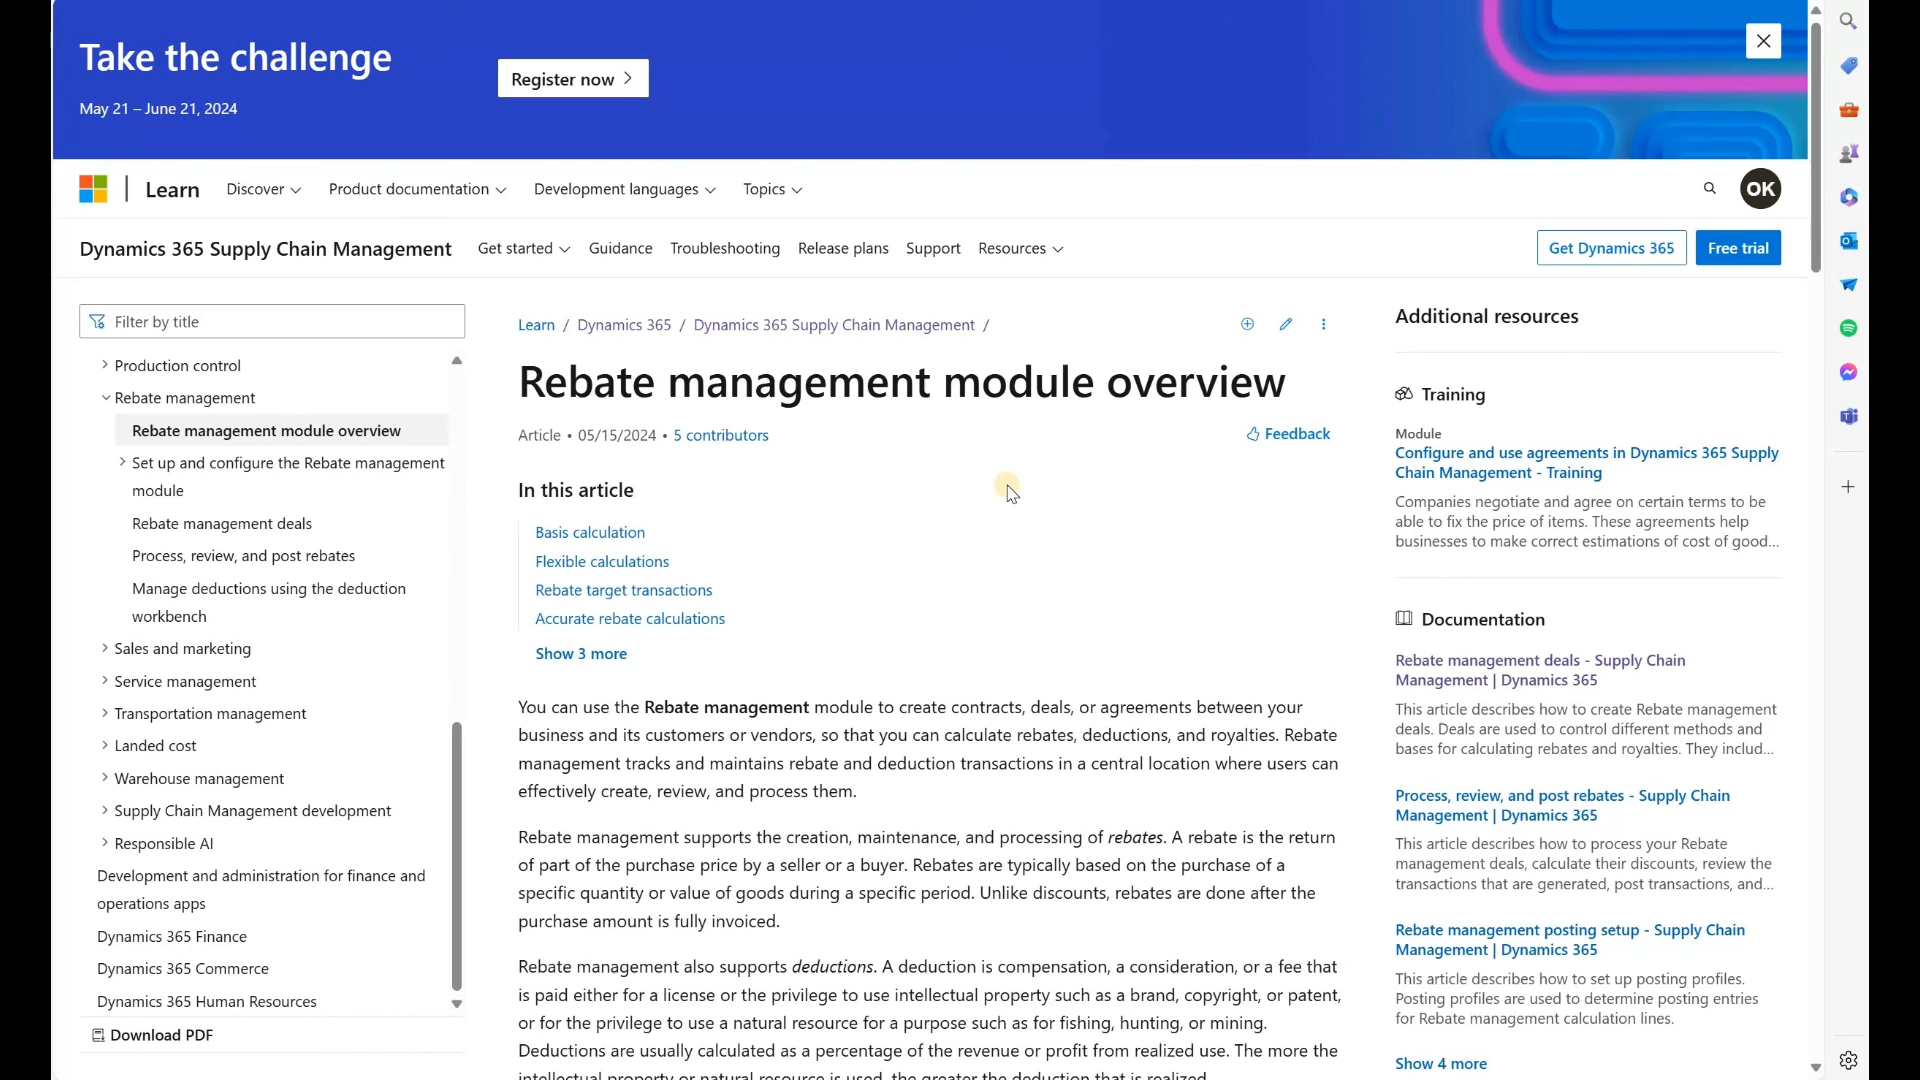 Take the challenge
May 21 – June 21, 2024
Register now
Learn
Discover
Product documentation
Development languages
Topics
OK
Dynamics 365 Supply Chain Management
Get started
Guidance
Troubleshooting
Release plans
Support
Resources
Get Dynamics 365
Free trial
Filter by title
Production control
Rebate management
Rebate management module overview
Set up and configure the Rebate management
module
Rebate management deals
Process, review, and post rebates
Manage deductions using the deduction
workbench
Sales and marketing
Service management
Transportation management
Landed cost
Warehouse management
Supply Chain Management development
Responsible AI
Development and administration for finance and
operations apps
Dynamics 365 Finance
Dynamics 365 Commerce
Dynamics 365 Human Resources
Download PDF
Learn / Dynamics 365 / Dynamics 365 Supply Chain Management /
Rebate management module overview
Article • 05/15/2024 • 5 contributors
Feedback
In this article
Basis calculation
Flexible calculations
Rebate target transactions
Accurate rebate calculations
Show 3 more
You can use the Rebate management module to create contracts, deals, or agreements between your
business and its customers or vendors, so that you can calculate rebates, deductions, and royalties. Rebate
management tracks and maintains rebate and deduction transactions in a central location where users can
effectively create, review, and process them.
Rebate management supports the creation, maintenance, and processing of rebates. A rebate is the return
of part of the purchase price by a seller or a buyer. Rebates are typically based on the purchase of a
specific quantity or value of goods during a specific period. Unlike discounts, rebates are done after the
purchase amount is fully invoiced.
Rebate management also supports deductions. A deduction is compensation, a consideration, or a fee that
is paid either for a license or the privilege to use intellectual property such as a brand, copyright, or patent,
or for the privilege to use a natural resource for a purpose such as for fishing, hunting, or mining.
Deductions are usually calculated as a percentage of the revenue or profit from realized use. The more the
intellectual property or natural resource is used, the greater the deduction that is realized.
Additional resources
Training
Module
Configure and use agreements in Dynamics 365 Supply
Chain Management - Training
Companies negotiate and agree on certain terms to be
able to fix the price of items. These agreements help
businesses to make correct estimations of cost of good...
Documentation
Rebate management deals - Supply Chain
Management | Dynamics 365
This article describes how to create Rebate management
deals. Deals are used to control different methods and
bases for calculating rebates and royalties. They includ...
Process, review, and post rebates - Supply Chain
Management | Dynamics 365
This article describes how to process your Rebate
management deals, calculate their discounts, review the
transactions that are generated, post transactions, and...
Rebate management posting setup - Supply Chain
Management | Dynamics 365
This article describes how to set up posting profiles.
Posting profiles are used to determine posting entries
for Rebate management calculation lines.
Show 4 more